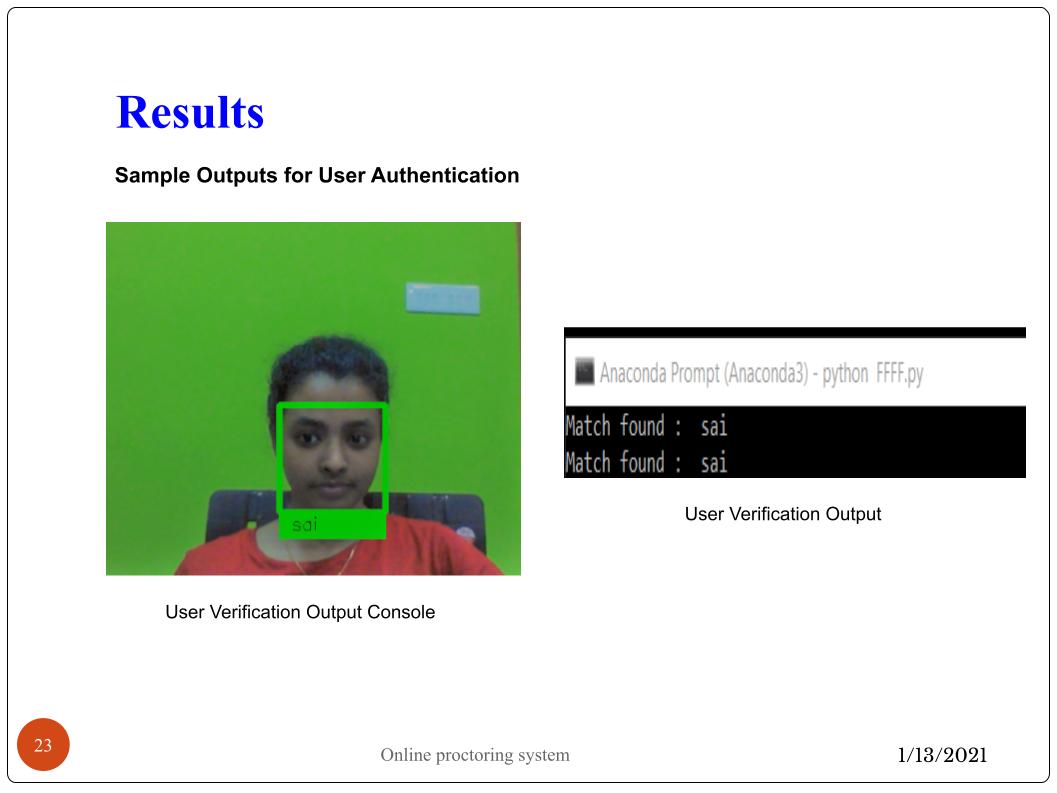 Results
Sample Outputs for User Authentication
sai
Anaconda Prompt (Anaconda3) - python FFFF.py
Match found : sai
Match found : sai
User Verification Output
User Verification Output Console
23
Online proctoring system
1/13/2021